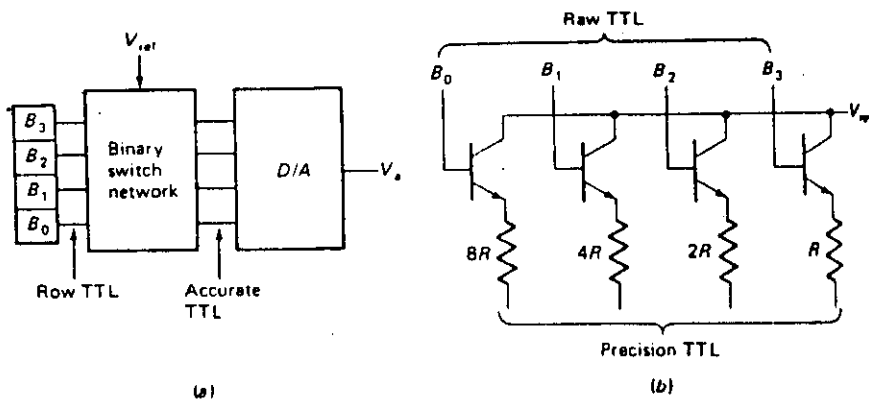 V_ref
B_3
B_2
B_1
B_0
Binary
switch
network
D/A
V_a
Row TTL
Accurate
TTL
(a)
Raw TTL
B_0 B_1 B_2 B_3
8R 4R 2R R
Precision TTL
(b)